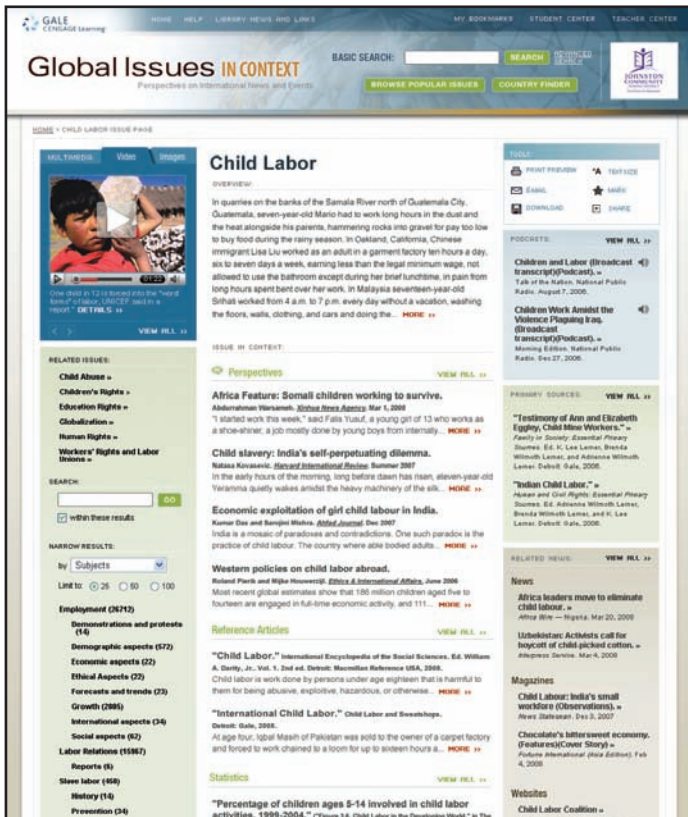 GALE
CENGAGE Learning
HOME HELP LIBRARY NEWS AND LINKS
MY BOOKMARKS STUDENT CENTER TEACHER CENTER
Global Issues IN CONTEXT
Perspectives on International News and Events
BASIC SEARCH:
SEARCH
ADVANCED
SEARCH
BROWSE POPULAR ISSUES
COUNTRY FINDER
JOHNSTON
COMMUNITY
HOME > CHILD LABOR ISSUE PAGE
MULTIMEDIA: Video Images
01:22
One child in 12 is forced into the "worst
forms" of labor, UNICEF said in a
report." DETAILS »
VIEW ALL »
RELATED ISSUES:
Child Abuse »
Children's Rights »
Education Rights »
Globalization »
Human Rights »
Workers' Rights and Labor
Unions »
SEARCH:
GO
within these results
NARROW RESULTS:
by Subjects
Limit to: 25 50 100
Employment (26712)
Demonstrations and protests
(14)
Demographic aspects (572)
Economic aspects (22)
Ethical Aspects (22)
Forecasts and trends (23)
Growth (2085)
International aspects (34)
Social aspects (62)
Labor Relations (15867)
Reports (6)
Slave labor (450)
History (14)
Prevention (34)
Child Labor
OVERVIEW:
In quarries on the banks of the Samala River north of Guatemala City,
Guatemala, seven-year-old Mario had to work long hours in the dust and
the heat alongside his parents, hammering rocks into gravel for pay too low
to buy food during the rainy season. In Oakland, California, Chinese
immigrant Lisa Liu worked as an adult in a garment factory ten hours a day,
six to seven days a week, earning less than the legal minimum wage, not
allowed to use the bathroom except during her brief lunchtime, in pain from
long hours spent bent over her work. In Malaysia seventeen-year-old
Srihati worked from 4 a.m. to 7 p.m. every day without a vacation, washing
the floors, walls, clothing, and cars and doing the... MORE »
ISSUE IN CONTEXT:
Perspectives
VIEW ALL »
Africa Feature: Somali children working to survive.
Abdurrahman Warsameh. Xinhua News Agency. Mar 1, 2008
"I started work this week," said Falis Yusuf, a young girl of 13 who works as
a shoe-shiner, a job mostly done by young boys from internally... MORE »
Child slavery: India's self-perpetuating dilemma.
Natasa Kovasevic. Harvard International Review. Summer 2007
In the early hours of the morning, long before dawn has risen, eleven-year-old
Yeramma quietly wakes amidst the heavy machinery of the silk... MORE »
Economic exploitation of girl child labour in India.
Kumar Das and Sarojini Mishra. Ahfad Journal. Dec 2007
India is a mosaic of paradoxes and contradictions. One such paradox is the
practice of child labour. The country where able bodied adults... MORE »
Western policies on child labor abroad.
Roland Pierik and Mijke Houwerzijl. Ethics & International Affairs, June 2006
Most recent global estimates show that 186 million children aged five to
fourteen are engaged in full-time economic activity, and 111... MORE »
Reference Articles
VIEW ALL »
"Child Labor." International Encyclopedia of the Social Sciences. Ed. William
A. Darity, Jr.. Vol. 1. 2nd ed. Detroit: Macmillan Reference USA, 2008.
Child labor is work done by persons under age eighteen that is harmful to
them for being abusive, exploitive, hazardous, or otherwise... MORE »
"International Child Labor." Child Labor and Sweatshops.
Detroit: Gale, 2008.
At age four, Iqbal Masih of Pakistan was sold to the owner of a carpet factory
and forced to work chained to a loom for up to sixteen hours a... MORE »
Statistics
VIEW ALL »
"Percentage of children ages 5-14 involved in child labor
activities, 1999-2004." ("Figure 3.6. Child Labor in the Developing World." in The
TOOLS:
PRINT PREVIEW
TEXT SIZE
EMAIL
MARK
DOWNLOAD
SHARE
PODCASTS:
VIEW ALL »
Children and Labor (Broadcast
transcript)(Podcast). »
Talk of the Nation. National Public
Radio. August 7, 2006.
Children Work Amidst the
Violence Plaguing Iraq.
(Broadcast
transcript)(Podcast). »
Morning Edition. National Public
Radio. Dec 27, 2006.
PRIMARY SOURCES:
VIEW ALL »
"Testimony of Ann and Elizabeth
Eggley, Child Mine Workers." »
Family in Society: Essential Primary
Sources. Ed. K. Lee Lerner, Brenda
Wilmoth Lerner, and Adrienne Wilmoth
Lerner. Detroit: Gale, 2006.
"Indian Child Labor." »
Human and Civil Rights: Essential Primary
Sources. Ed. Adrienne Wilmoth Lerner,
Brenda Wilmoth Lerner, and K. Lee
Lerner. Detroit: Gale, 2006.
RELATED NEWS:
VIEW ALL »
News
Africa leaders move to eliminate
child labour. »
Africa Wire — Nigeria. Mar 20, 2008
Uzbekistan: Activists call for
boycott of child-picked cotton. »
Interpress Service. Mar 4, 2008
Magazines
Child Labour: India's small
workforce (Observations). »
New Statesman. Dec 3, 2007
Chocolate's bittersweet economy.
(Features)(Cover Story) »
Fortune International (Asia Edition). Feb
4, 2008
Websites
Child Labor Coalition »